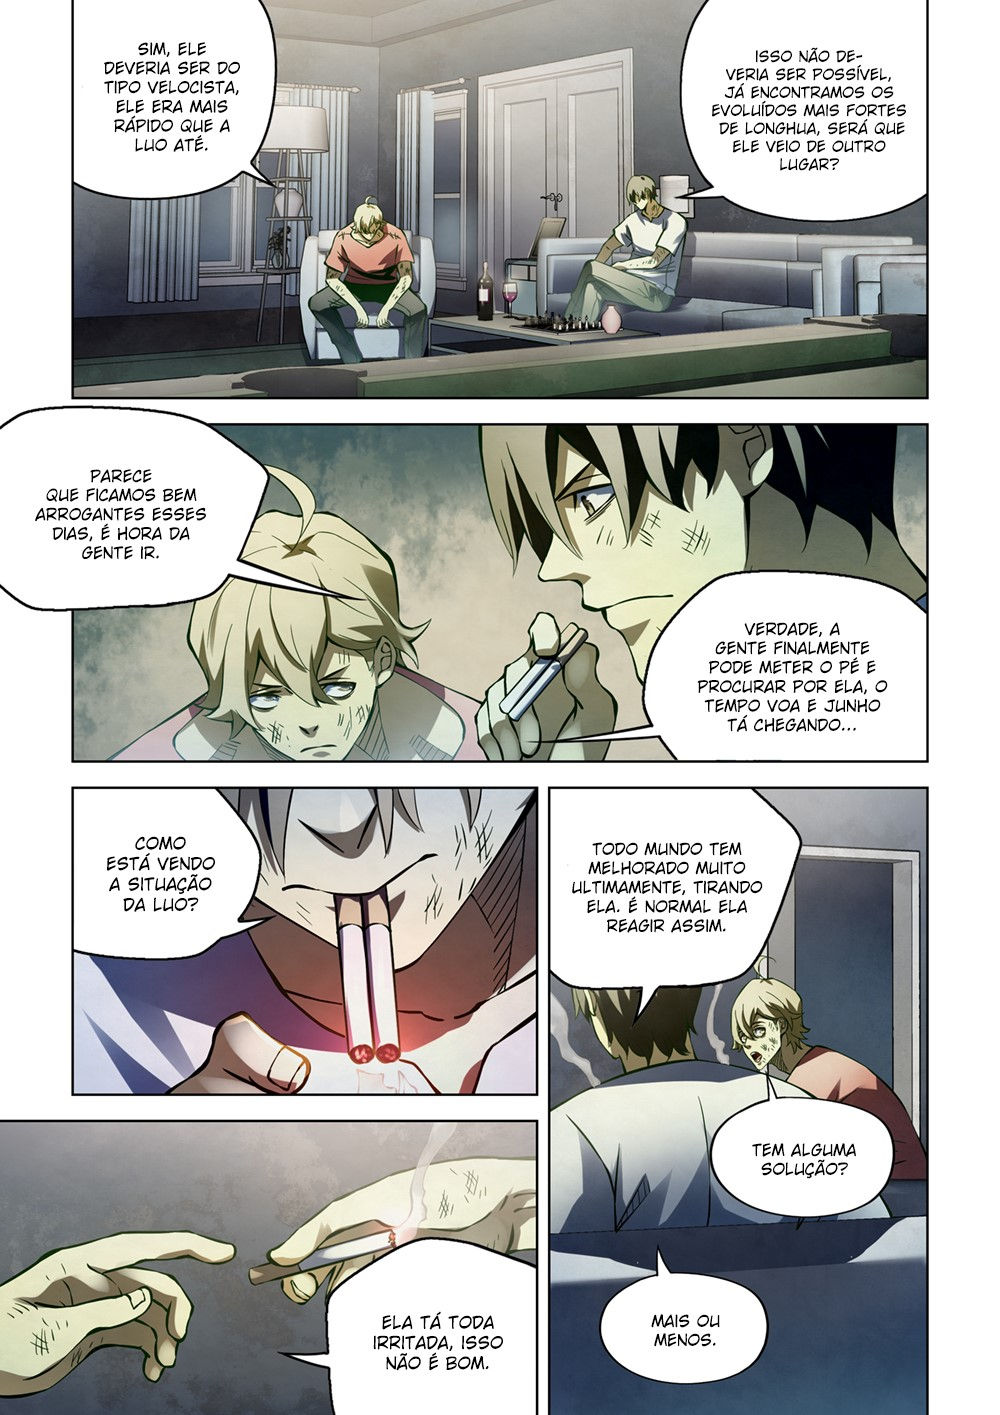 SIM, ELE
DEVERIA SER DO
TIPO VELOCISTA,
ELE ERA MAIS
RÁPIDO QUE A
LUO ATÉ.
ISSO NÃO DE-
VERIA SER POSSÍVEL,
JÁ ENCONTRAMOS OS
EVOLUÍDOS MAIS FORTES
DE LONGHUA, SERÁ QUE
ELE VEIO DE OUTRO
LUGAR?
PARECE
QUE FICAMOS BEM
ARROGANTES ESSES
DIAS, É HORA DA
GENTE IR.
VERDADE, A
GENTE FINALMENTE
PODE METER O PÉ E
PROCURAR POR ELA, O
TEMPO VOA E JUNHO
TÁ CHEGANDO...
COMO
ESTÁ VENDO
A SITUAÇÃO
DA LUO?
TODO MUNDO TEM
MELHORADO MUITO
ULTIMAMENTE, TIRANDO
ELA. É NORMAL ELA
REAGIR ASSIM.
TEM ALGUMA
SOLUÇÃO?
MAIS OU
MENOS.
ELA TÁ TODA
IRRITADA, ISSO
NÃO É BOM.